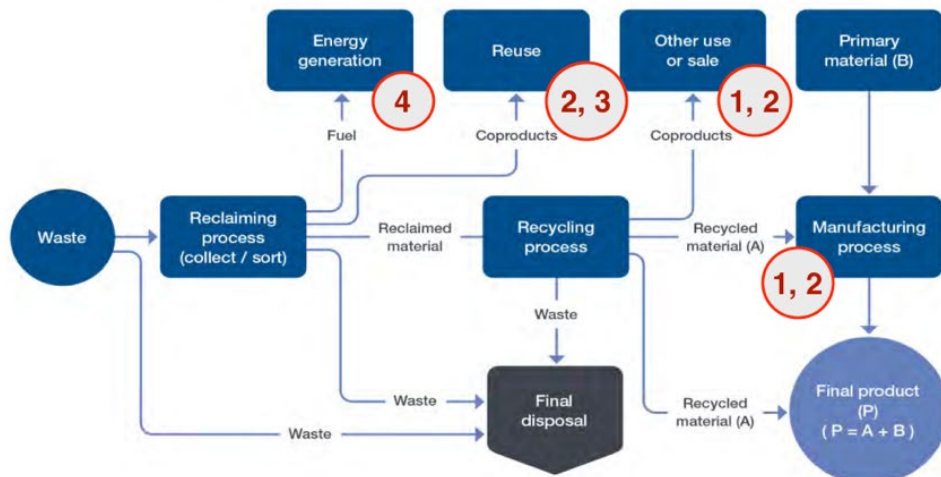 Energy
generation
4
Reuse
2, 3
Other use
or sale
1, 2
Primary
material (B)
Fuel
Coproducts
Coproducts
Waste
Reclaiming
process
(collect / sort)
Reclaimed
material
Recycling
process
Recycled
material (A)
Manufacturing
process
1, 2
Waste
Final
disposal
Waste
Waste
Recycled
material (A)
Final product
(P)
( P = A + B )